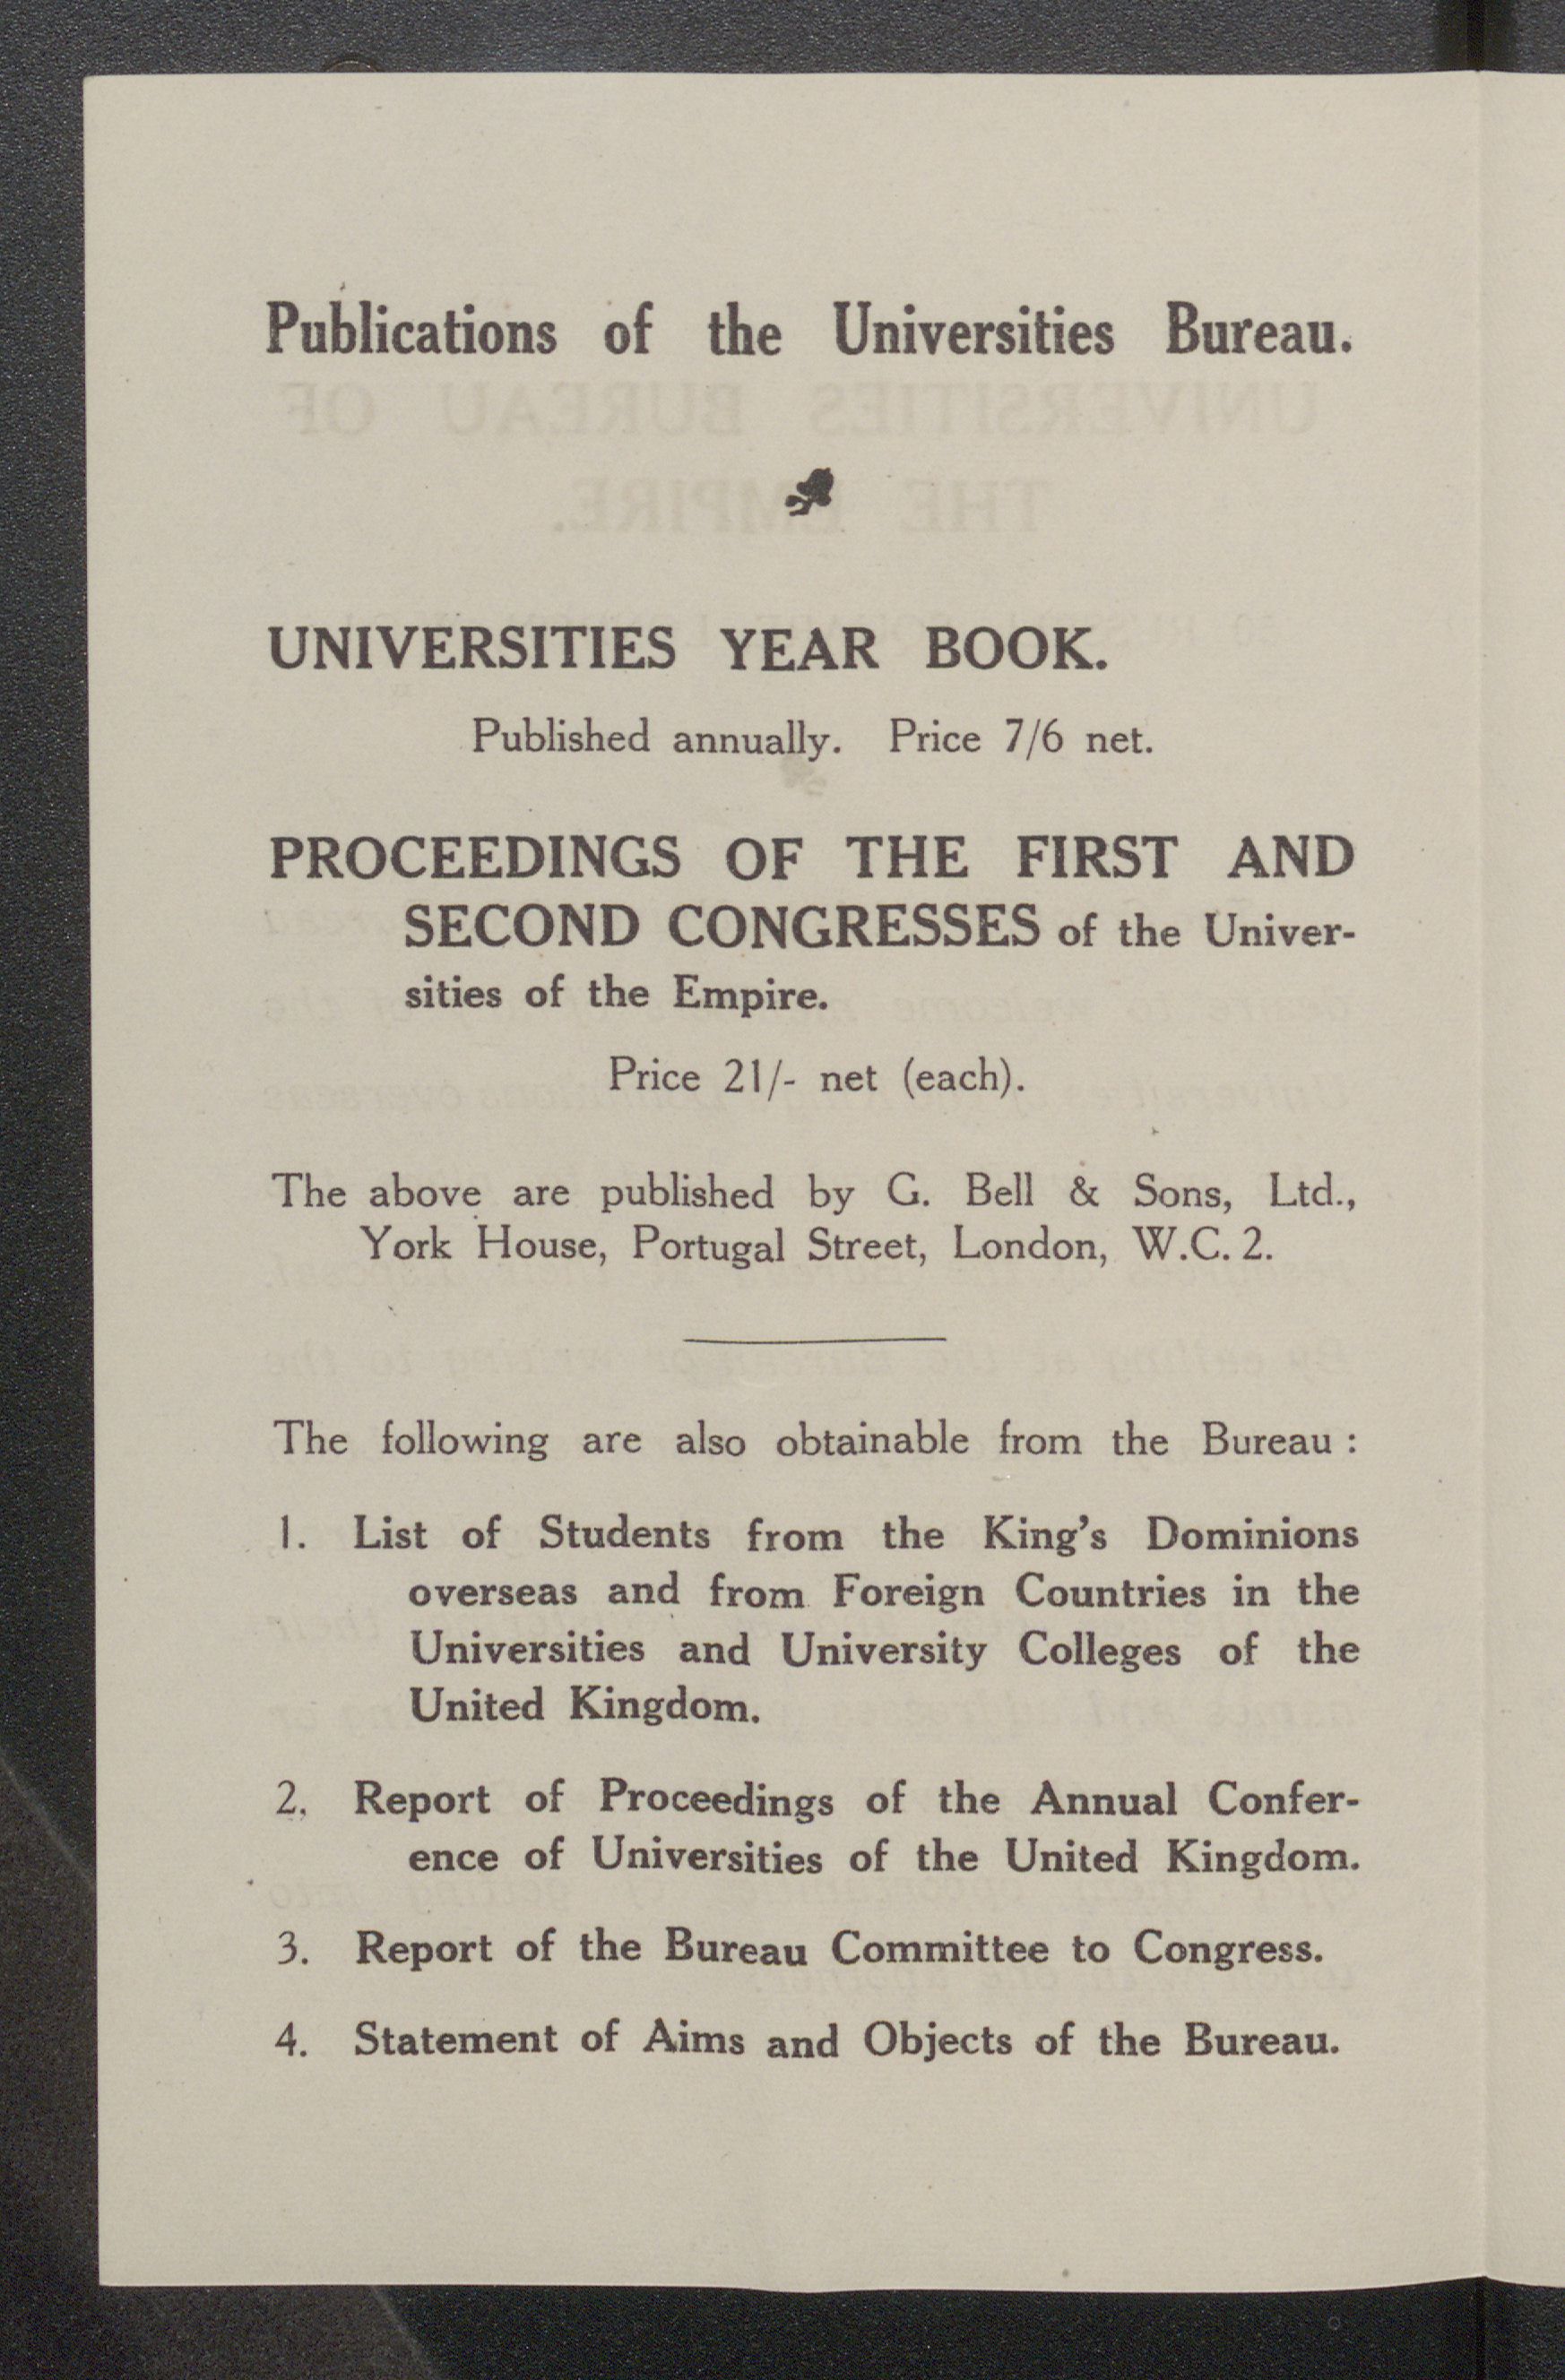 Publications of the Universities Bureau.
UNIVERSITIES YEAR BOOK.
Published annually. Price 7/6 net.
PROCEEDINGS OF THE FIRST AND
SECOND CONGRESSES of the Univer-
sities of the Empire.
Price 21/- net (each).
The above are published by G. Bell & Sons, Ltd.,
York House, Portugal Street, London, W.C. 2.
The following are also obtainable from the Bureau :
1. List of Students from the King's Dominions
overseas and from Foreign Countries in the
Universities and University Colleges of the
United Kingdom.
2. Report of Proceedings of the Annual Confer-
ence of Universities of the United Kingdom.
3. Report of the Bureau Committee to Congress.
4. Statement of Aims and Objects of the Bureau.